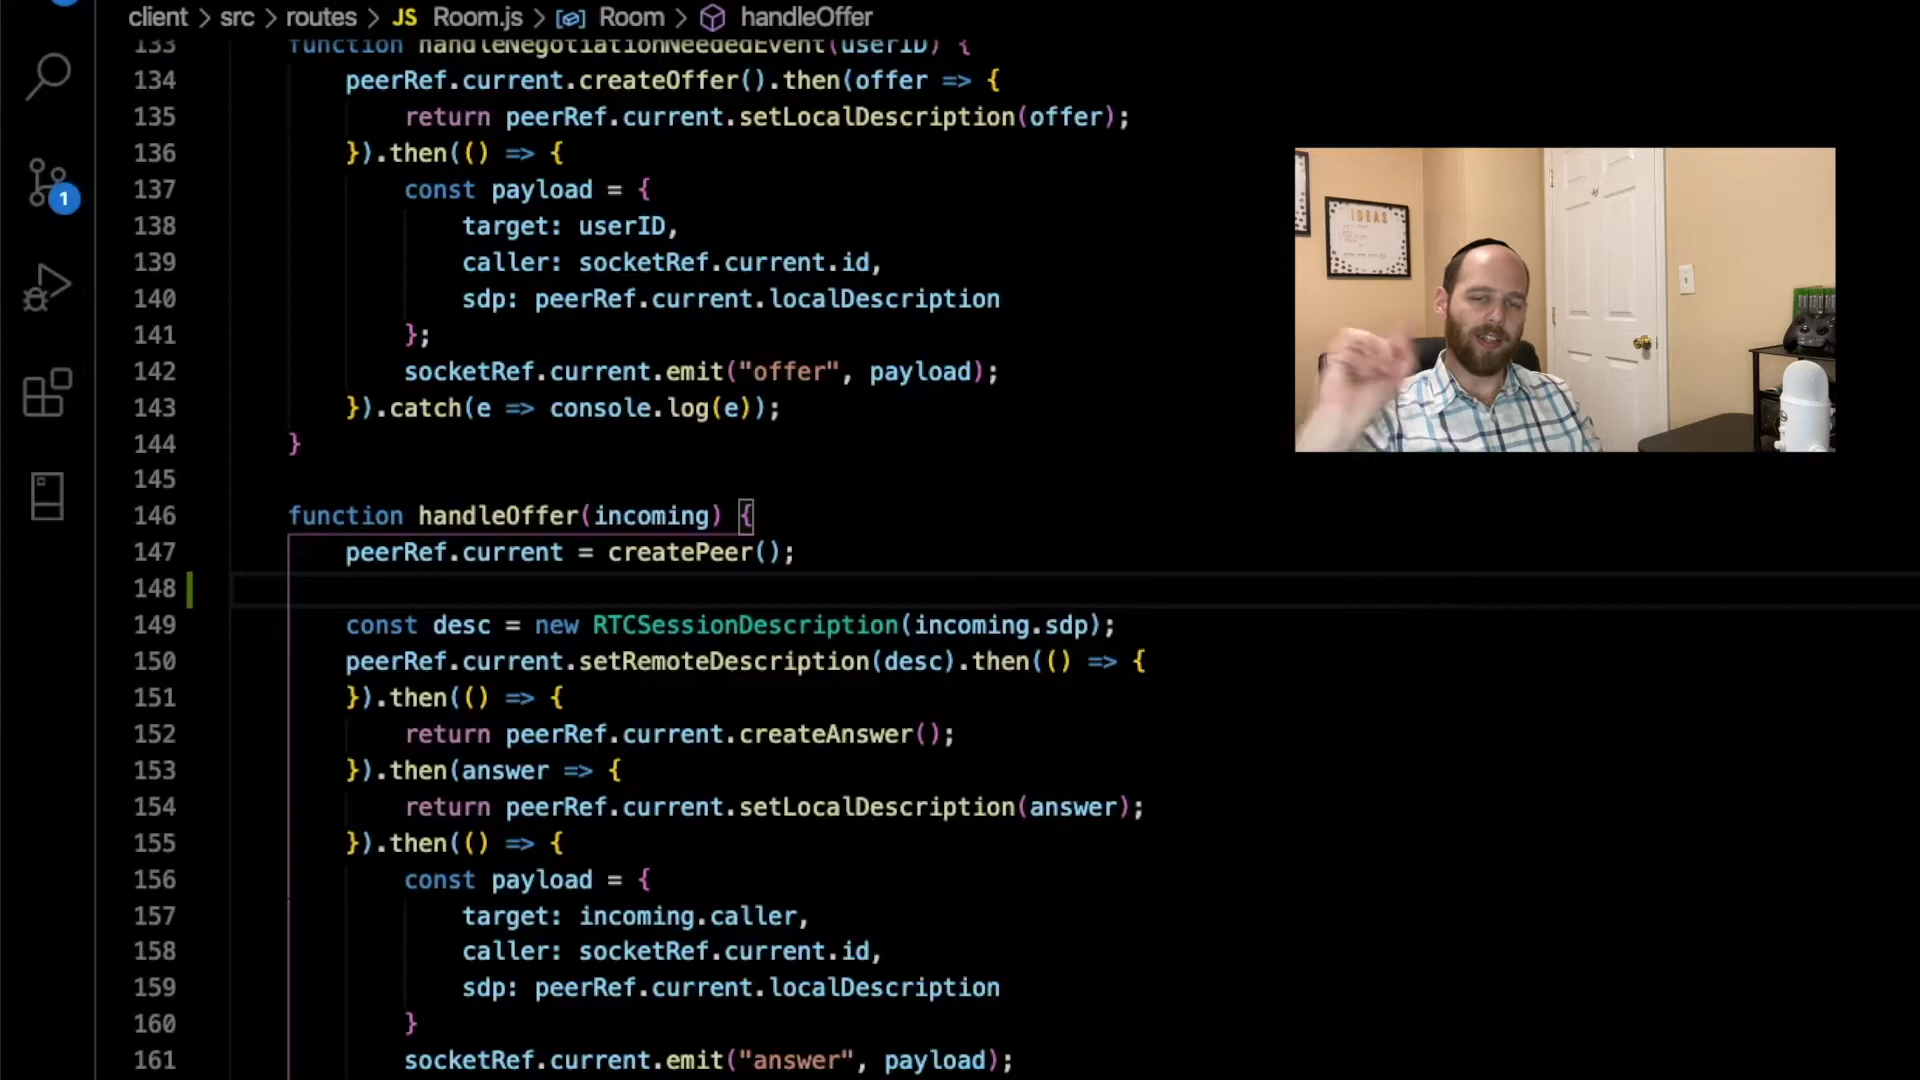 client > src > routes > JS Room.js > Room > handleOffer
133 function handleNegotiationNeededEvent(userID) {
134 peerRef.current.createOffer().then(offer => {
135 return peerRef.current.setLocalDescription(offer);
136 }).then(() => {
137 const payload = {
138 target: userID,
139 caller: socketRef.current.id,
140 sdp: peerRef.current.localDescription
141 };
142 socketRef.current.emit("offer", payload);
143 }).catch(e => console.log(e));
144 }
145
146 function handleOffer(incoming) {
147 peerRef.current = createPeer();
148
149 const desc = new RTCSessionDescription(incoming.sdp);
150 peerRef.current.setRemoteDescription(desc).then(() => {
151 }).then(() => {
152 return peerRef.current.createAnswer();
153 }).then(answer => {
154 return peerRef.current.setLocalDescription(answer);
155 }).then(() => {
156 const payload = {
157 target: incoming.caller,
158 caller: socketRef.current.id,
159 sdp: peerRef.current.localDescription
160 }
161 socketRef.current.emit("answer", payload);
1
IDEAS